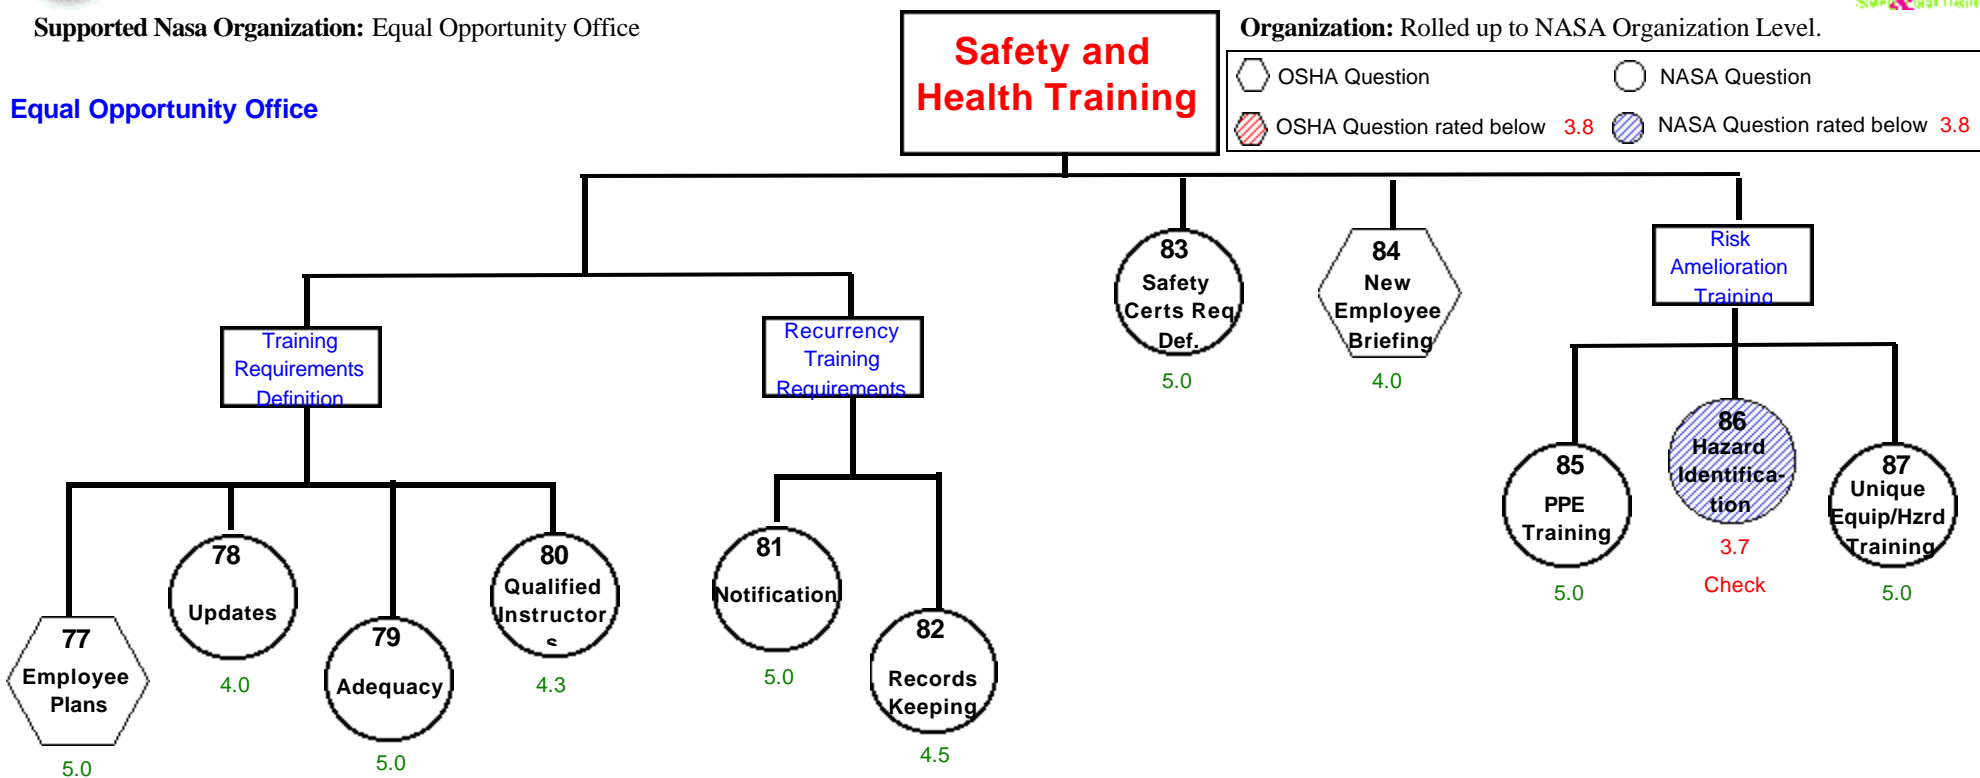 Supported Nasa Organization: Equal Opportunity Office
Organization: Rolled up to NASA Organization Level.
Safety and
Health Training
OSHA Question
NASA Question
OSHA Question rated below 3.8
NASA Question rated below 3.8
Equal Opportunity Office
Training
Requirements
Definition
Recurrency
Training
Requirements
83
Safety
Certs Req
Def.
5.0
84
New
Employee
Briefing
4.0
Risk
Amelioration
Training
77
Employee
Plans
5.0
78
Updates
4.0
79
Adequacy
5.0
80
Qualified
Instructor
s
4.3
81
Notification
5.0
82
Records
Keeping
4.5
85
PPE
Training
5.0
86
Hazard
Identifica-
tion
3.7
Check
87
Unique
Equip/Hzrd
Training
5.0